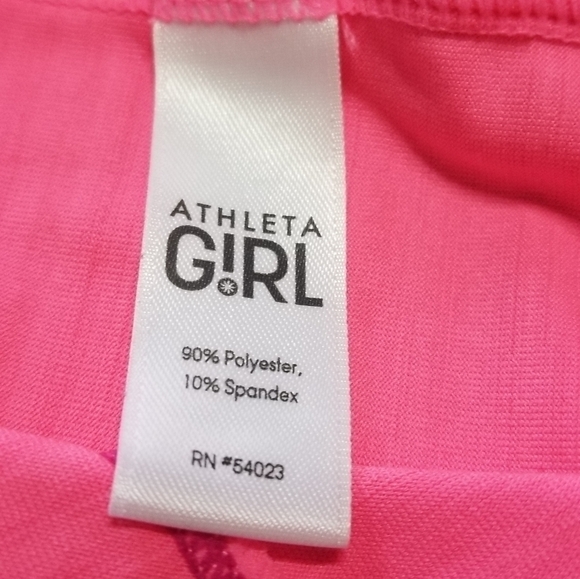 ATHLETA
G!RL
90% Polyester,
10% Spandex
RN #54023